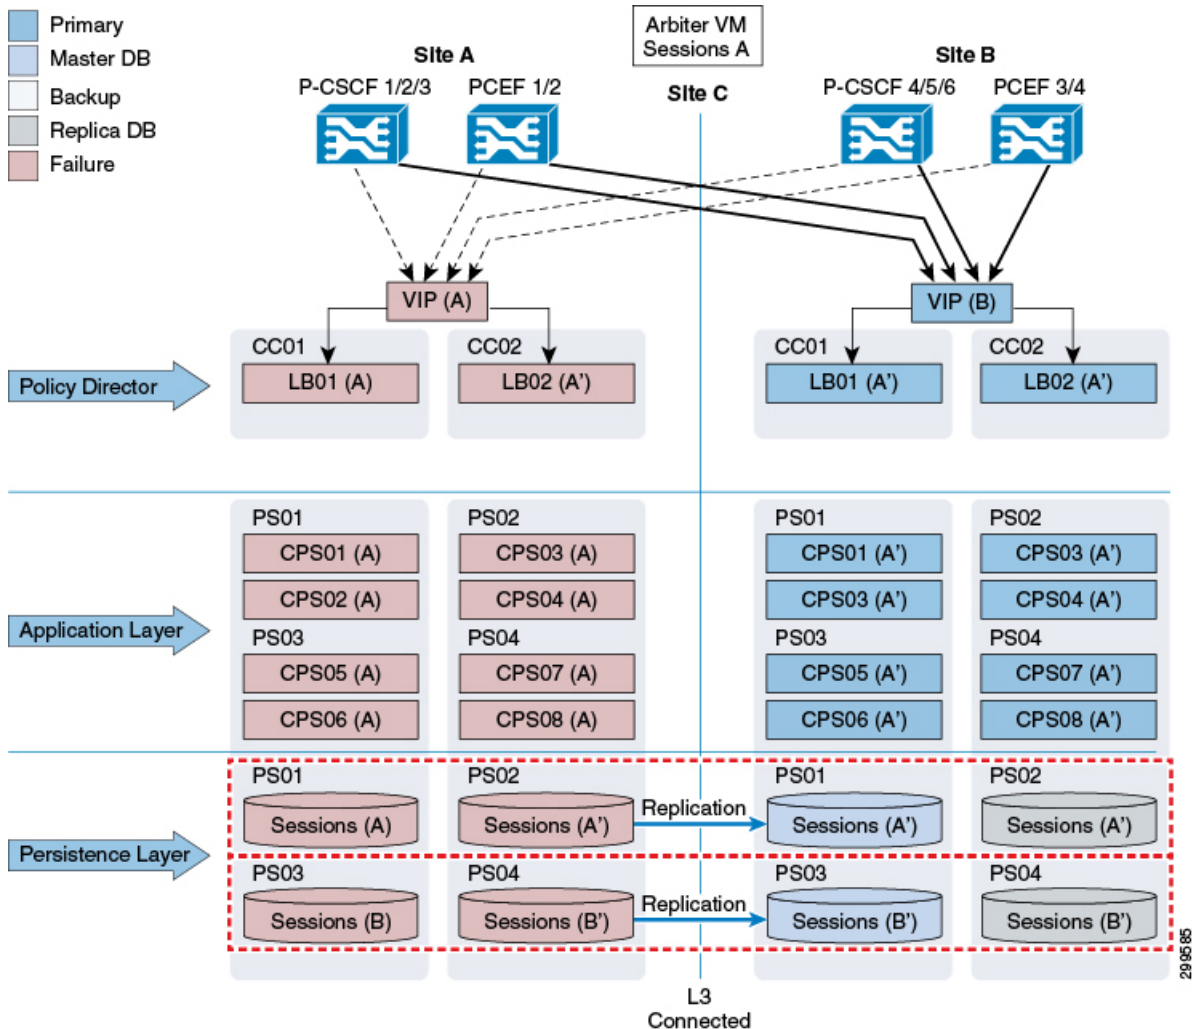 Primary
Master DB
Backup
Replica DB
Failure
Arbiter VM
Sessions A
Site A
Site B
Site C
P-CSCF 1/2/3
PCEF 1/2
P-CSCF 4/5/6
PCEF 3/4
VIP (A)
VIP (B)
Policy Director
CC01
LB01 (A)
CC02
LB02 (A')
CC01
LB01 (A')
CC02
LB02 (A')
Application Layer
PS01
CPS01 (A)
CPS02 (A)
PS03
CPS05 (A)
CPS06 (A)
PS02
CPS03 (A)
CPS04 (A)
PS04
CPS07 (A)
CPS08 (A)
PS01
CPS01 (A')
CPS03 (A')
PS03
CPS05 (A')
CPS06 (A')
PS02
CPS03 (A')
CPS04 (A')
PS04
CPS07 (A')
CPS08 (A')
Persistence Layer
PS01
Sessions (A)
PS02
Sessions (A')
Replication
PS01
Sessions (A')
PS02
Sessions (A')
PS03
Sessions (B)
PS04
Sessions (B')
Replication
PS03
Sessions (B')
PS04
Sessions (B')
L3
Connected
299585